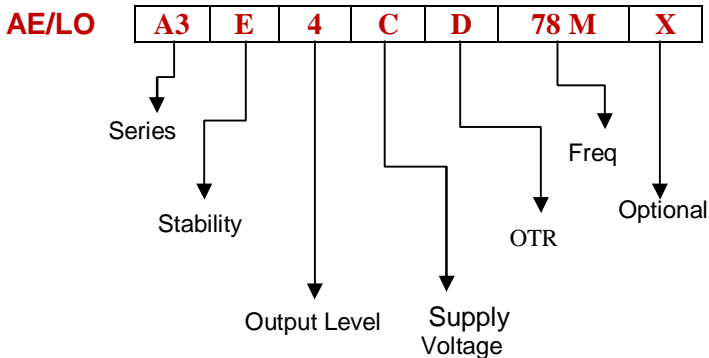 AE/LO A3 E 4 C D 78 M X
Series
Freq
Stability
Optional
OTR
Output Level
Supply
Voltage